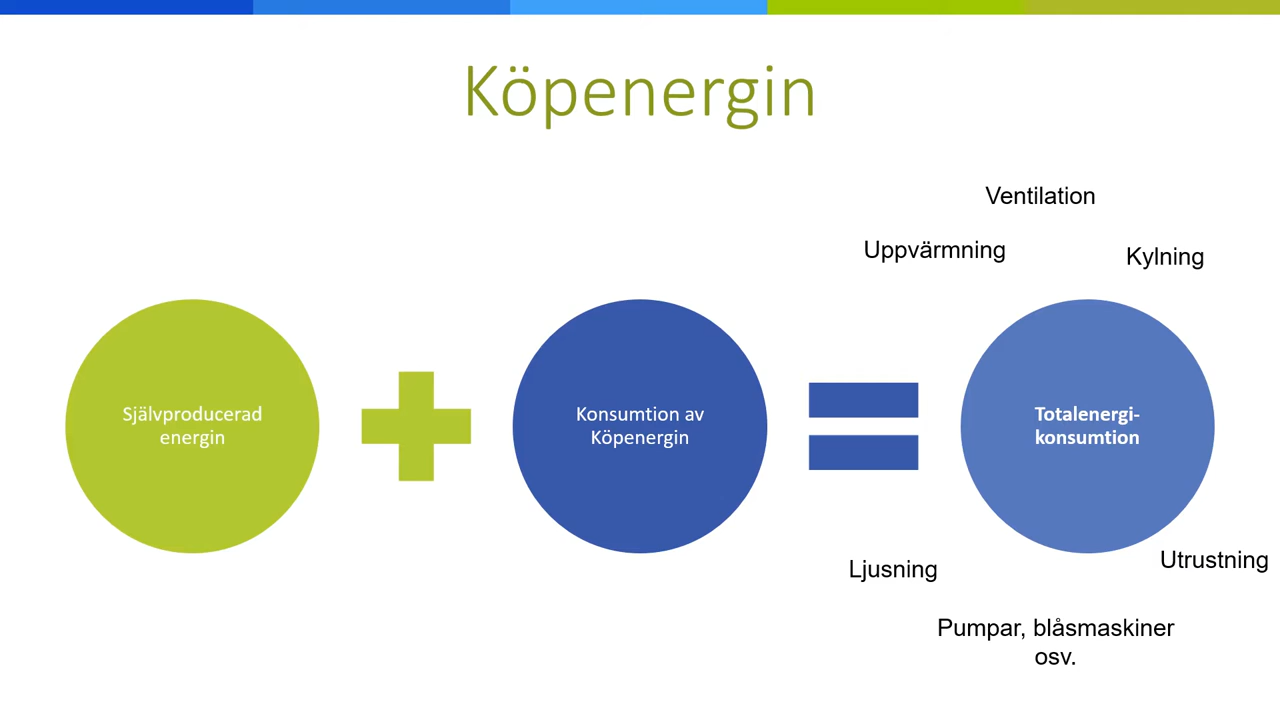 Köpenergin
Ventilation
Uppvärmning
Kylning
Självproducerad
energin
Konsumtion av
Köpenergin
Totalenergi-
konsumtion
Ljusning
Utrustning
Pumpar, blåsmaskiner
osv.